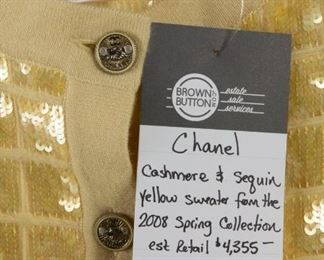 BROWN
BUTTON
estate
sale
services
Chanel
Cashmere & Sequin
yellow sweater from the
2008 Spring Collection
est Retail $4,355 —